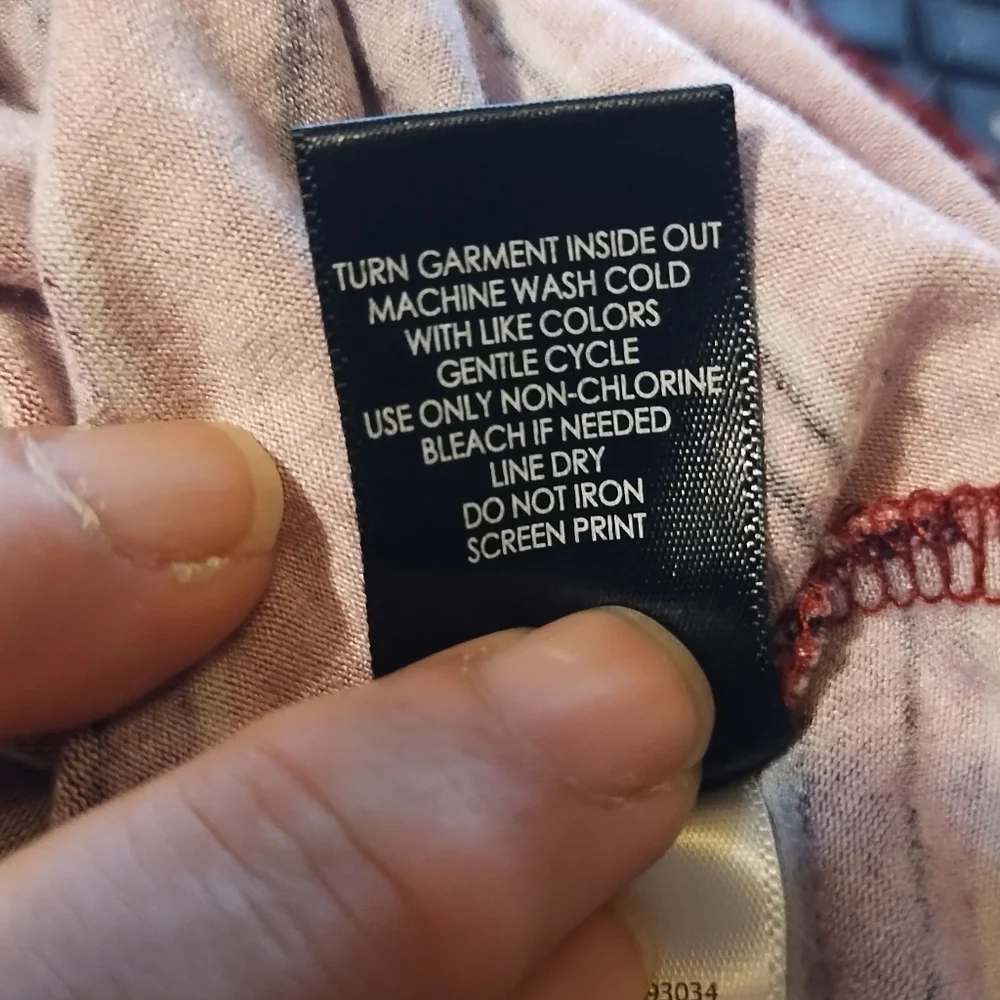 TURN GARMENT INSIDE OUT
MACHINE WASH COLD
WITH LIKE COLORS
GENTLE CYCLE
USE ONLY NON-CHLORINE
BLEACH IF NEEDED
LINE DRY
DO NOT IRON
SCREEN PRINT
93034